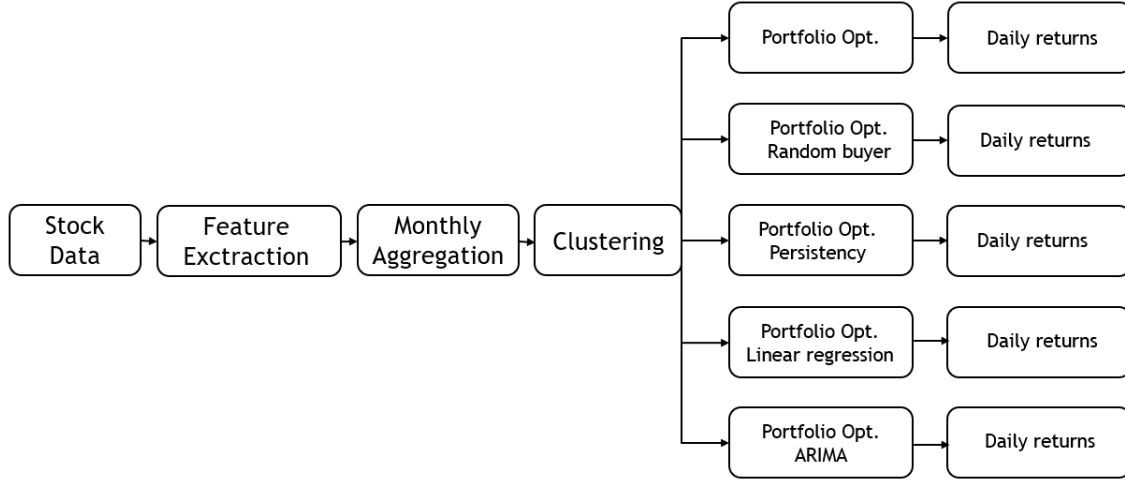 Stock
Data
Feature
Exctraction
Monthly
Aggregation
Clustering
Portfolio Opt.
Daily returns
Portfolio Opt.
Random buyer
Daily returns
Portfolio Opt.
Persistency
Daily returns
Portfolio Opt.
Linear regression
Daily returns
Portfolio Opt.
ARIMA
Daily returns